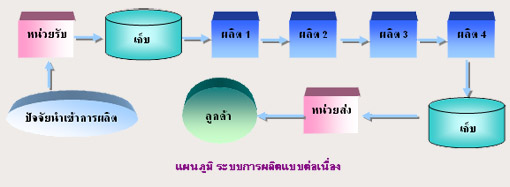 หน่วยรับ
เก็บ
ผลิต 1
ผลิต 2
ผลิต 3
ผลิต 4
ปัจจัยนำเข้าการผลิต
ลูกค้า
หน่วยส่ง
เก็บ
แผนภูมิ ระบบการผลิตแบบต่อเนื่อง